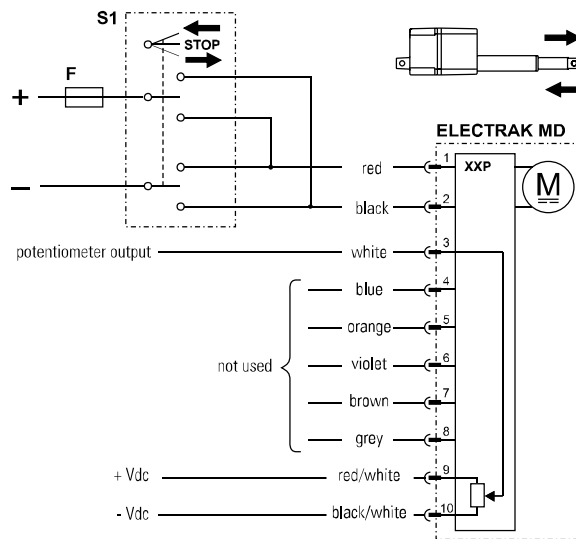 S1
STOP
F
+
−
ELECTRAK MD
XXP
M
red 1
black 2
potentiometer output white 3
blue 4
orange 5
not used violet 6
brown 7
grey 8
+ Vdc red/white 9
- Vdc black/white 10